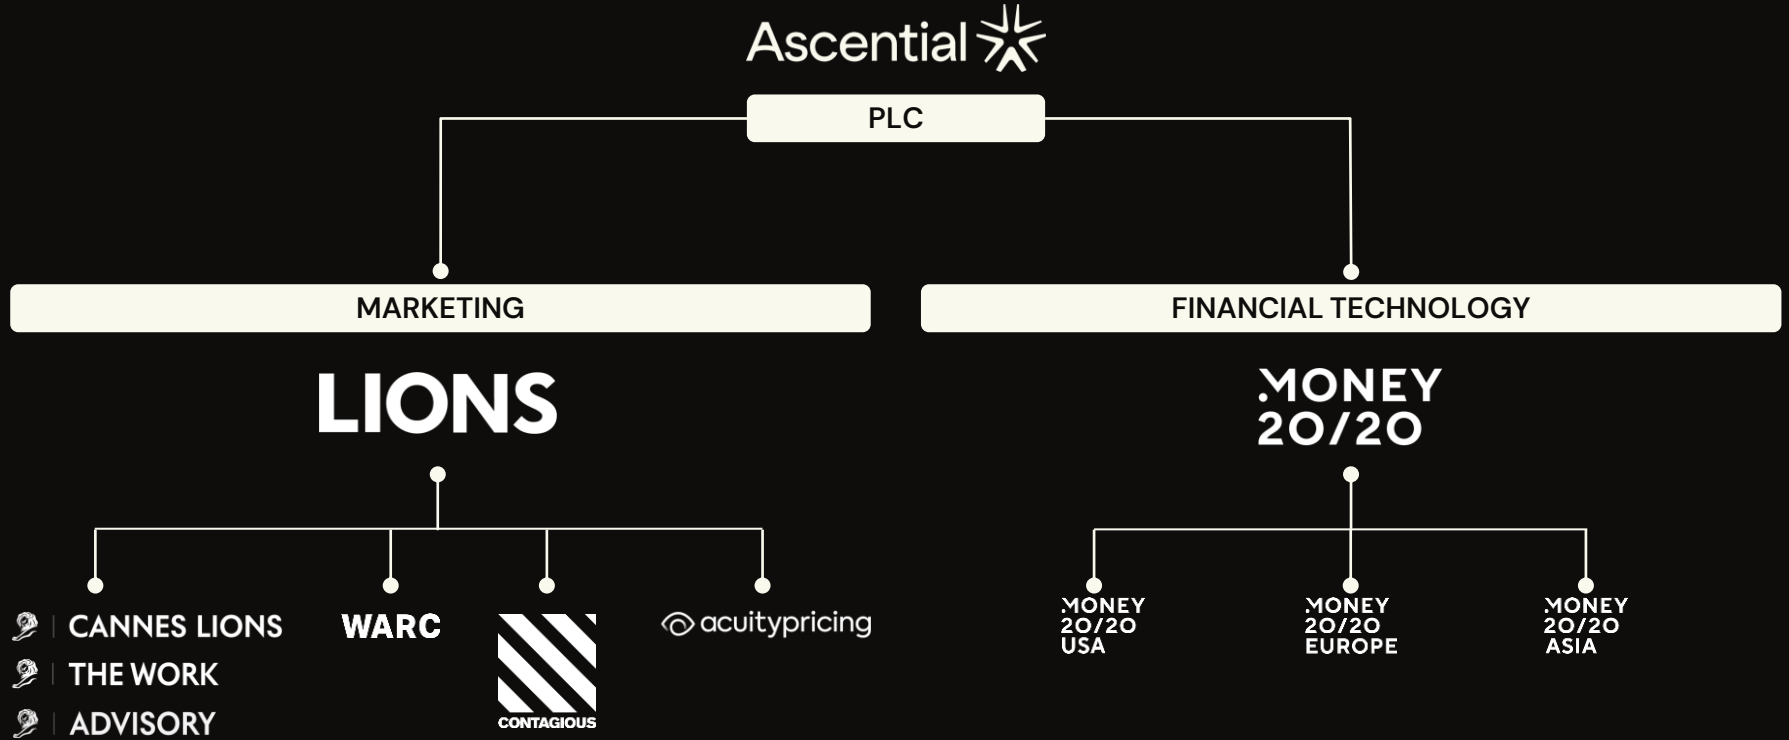 Ascential
PLC
MARKETING
FINANCIAL TECHNOLOGY
LIONS
MONEY
20/20
CANNES LIONS
THE WORK
ADVISORY
WARC
CONTAGIOUS
acuitypricing
MONEY
20/20
USA
MONEY
20/20
EUROPE
MONEY
20/20
ASIA